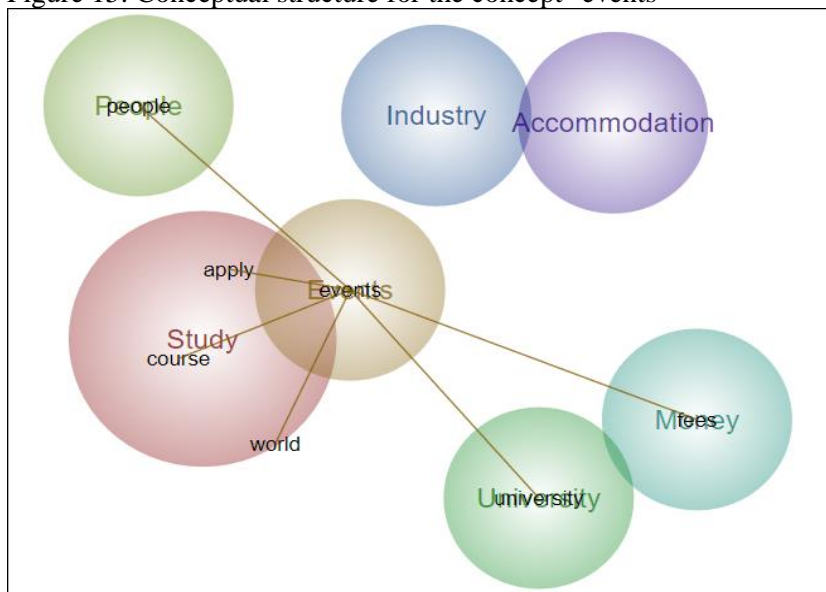 Figure 15: Conceptual structure for the concept "events"
People
people
Industry
Accommodation
apply
Events
events
Study
course
world
Money
fees
University
university